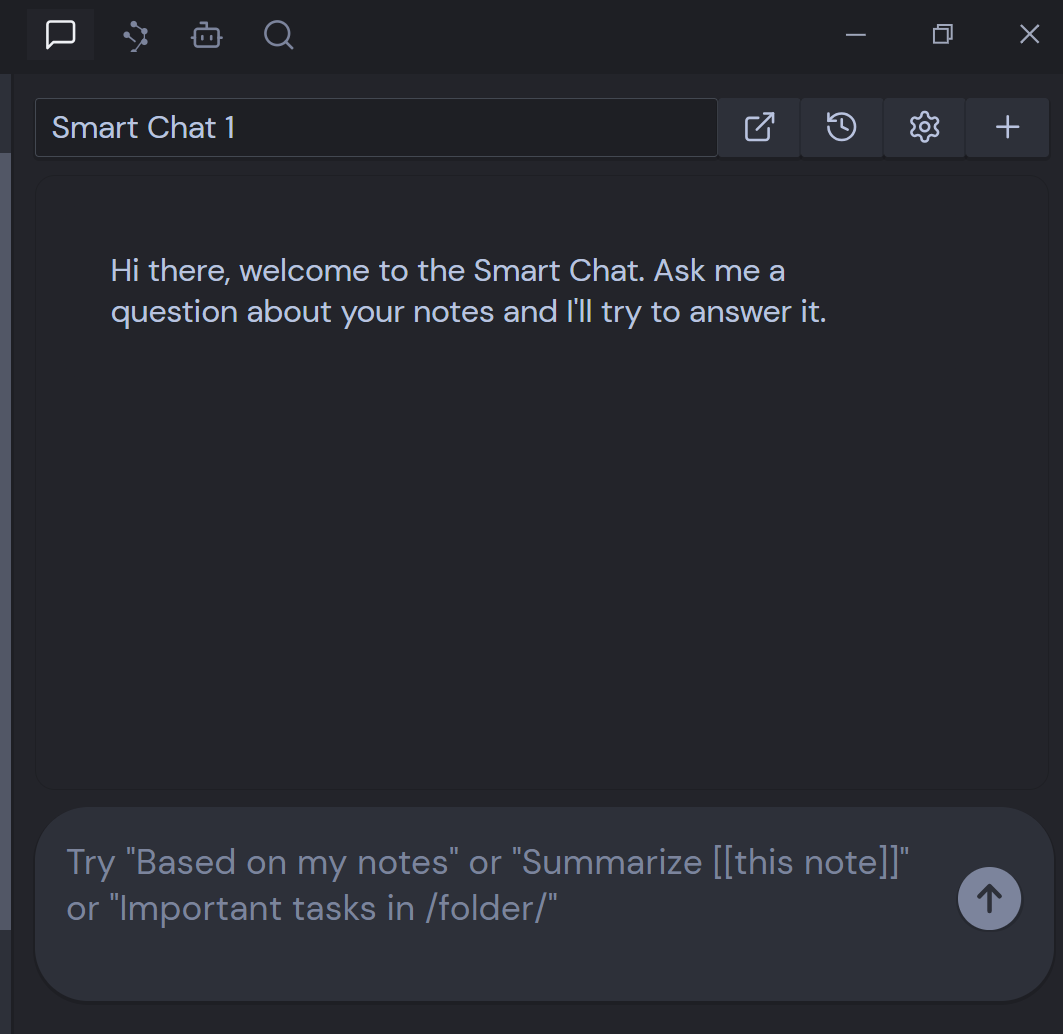 Smart Chat 1
Hi there, welcome to the Smart Chat. Ask me a
question about your notes and I'll try to answer it.
Try "Based on my notes" or "Summarize [[this note]]"
or "Important tasks in /folder/"